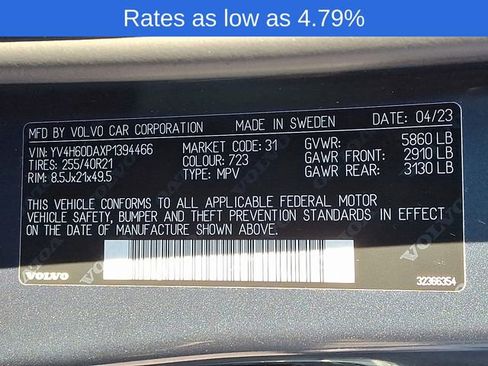 Rates as low as 4.79%
MFD BY VOLVO CAR CORPORATION MADE IN SWEDEN DATE: 04/23
VIN: YV4H60DAXP1394466 MARKET CODE: 31 GVWR: 5860 LB
TIRES: 255/40R21 COLOUR: 723 GAWR FRONT: 2910 LB
RIM: 8.5Jx21x49.5 TYPE: MPV GAWR REAR: 3130 LB
THIS VEHICLE CONFORMS TO ALL APPLICABLE FEDERAL MOTOR
VEHICLE SAFETY, BUMPER AND THEFT PREVENTION STANDARDS IN EFFECT
ON THE DATE OF MANUFACTURE SHOWN ABOVE.
VOLVO 32366354